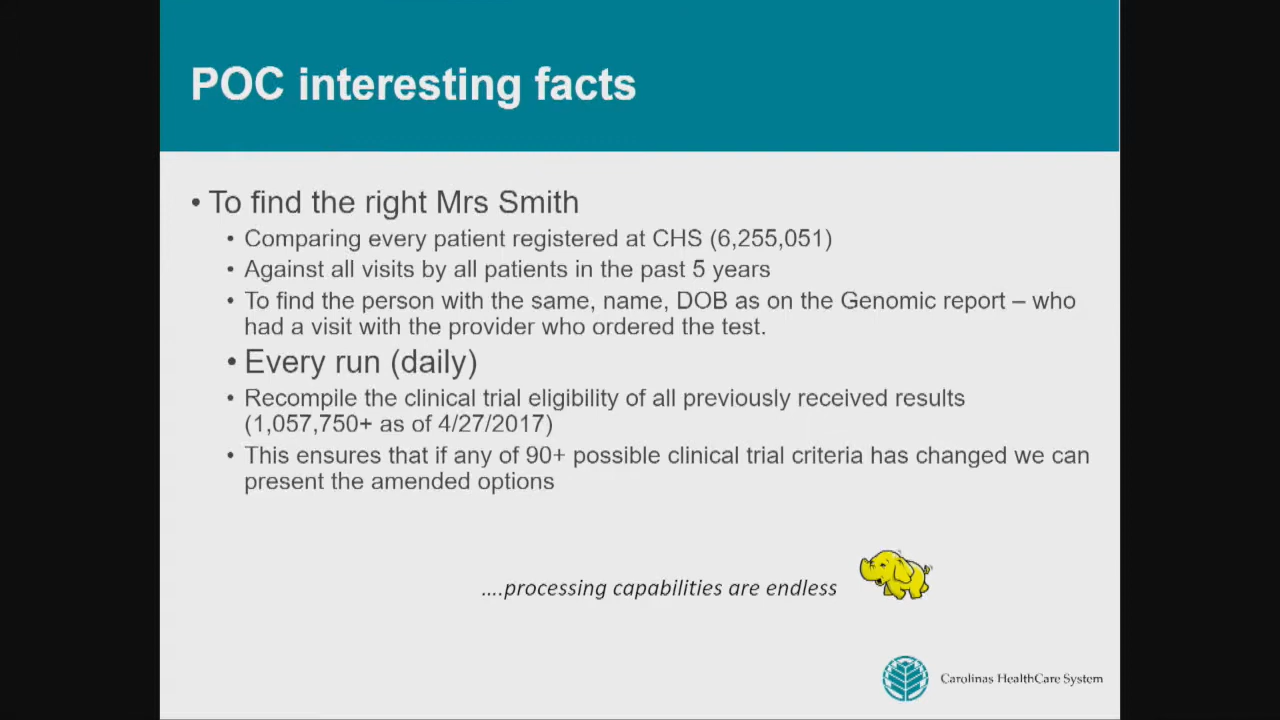 POC interesting facts
• To find the right Mrs Smith
• Comparing every patient registered at CHS (6,255,051)
• Against all visits by all patients in the past 5 years
• To find the person with the same, name, DOB as on the Genomic report – who
had a visit with the provider who ordered the test.
• Every run (daily)
• Recompile the clinical trial eligibility of all previously received results
(1,057,750+ as of 4/27/2017)
• This ensures that if any of 90+ possible clinical trial criteria has changed we can
present the amended options
....processing capabilities are endless
Carolinas HealthCare System